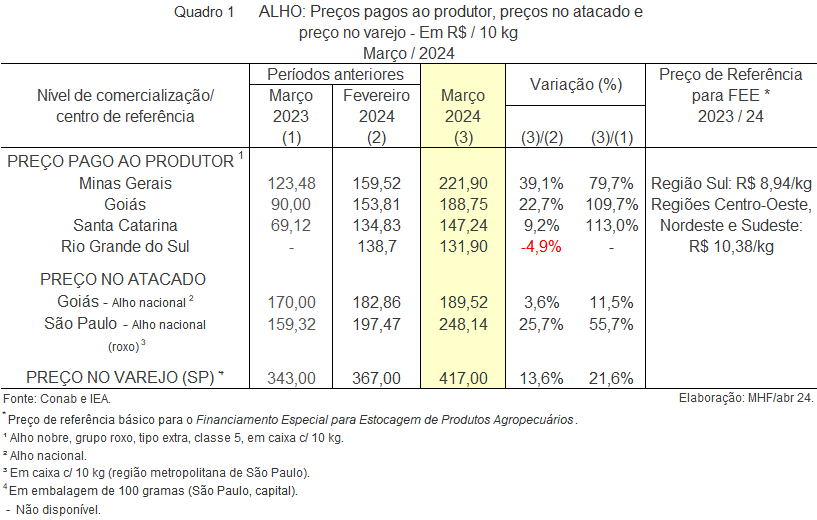 Quadro 1 ALHO: Preços pagos ao produtor, preços no atacado e
preço no varejo - Em R$ / 10 kg
Março / 2024
Nível de comercialização/
centro de referência
Períodos anteriores
Março
2023
(1)
Fevereiro
2024
(2)
Março
2024
(3)
Variação (%)
(3)/(2) (3)/(1)
Preço de Referência
para FEE *
2023 / 24
PREÇO PAGO AO PRODUTOR 1
Minas Gerais 123,48 159,52 221,90 39,1% 79,7% Região Sul: R$ 8,94/kg
Goiás 90,00 153,81 188,75 22,7% 109,7% Regiões Centro-Oeste,
Santa Catarina 69,12 134,83 147,24 9,2% 113,0% Nordeste e Sudeste:
Rio Grande do Sul - 138,7 131,90 -4,9% - R$ 10,38/kg
PREÇO NO ATACADO
Goiás - Alho nacional 2 170,00 182,86 189,52 3,6% 11,5%
São Paulo - Alho nacional 159,32 197,47 248,14 25,7% 55,7%
(roxo) 3
PREÇO NO VAREJO (SP) 4 343,00 367,00 417,00 13,6% 21,6%
Fonte: Conab e IEA. Elaboração: MHF/abr 24.
* Preço de referência básico para o Financiamento Especial para Estocagem de Produtos Agropecuários.
¹ Alho nobre, grupo roxo, tipo extra, classe 5, em caixa c/ 10 kg.
² Alho nacional.
³ Em caixa c/ 10 kg (região metropolitana de São Paulo).
4 Em embalagem de 100 gramas (São Paulo, capital).
- Não disponível.